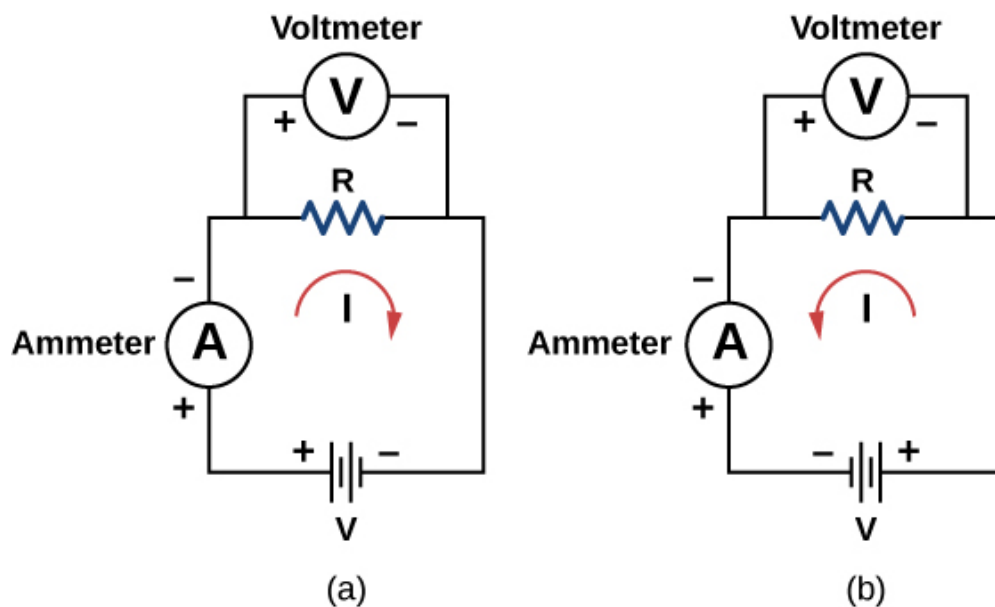 Voltmeter
V
+
−
R
−
I
Ammeter
A
+
+
−
V
(a)
Voltmeter
V
+
−
R
−
I
Ammeter
A
+
−
+
V
(b)